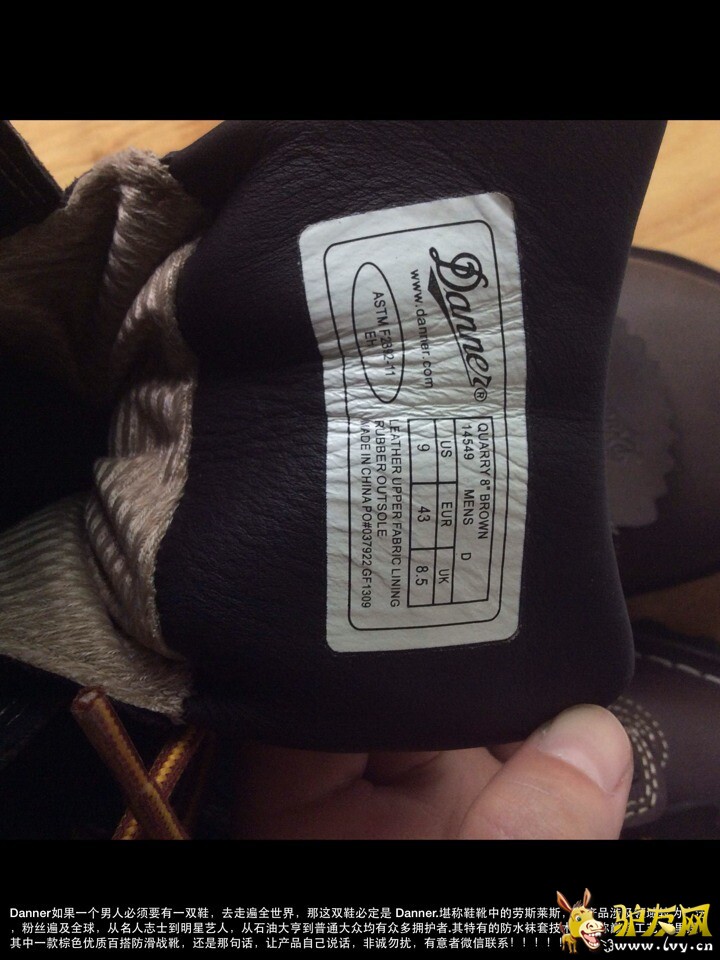 Danner®
www.danner.com
ASTM F2892-11
EH
QUARRY 8" BROWN
14549 MENS D
US EUR UK
9 43 8.5
LEATHER UPPER FABRIC LINING
RUBBER OUTSOLE
MADE IN CHINA PO#037922 GF1309
Danner如果一个男人必须要有一双鞋，去走遍全世界，那这双鞋必定是 Danner.堪称鞋靴中的劳斯莱斯，
，粉丝遍及全球，从名人志士到明星艺人，从石油大亨到普通大众均有众多拥护者.其特有的防水袜套技
其中一款棕色优质百搭防滑战靴，还是那句话，让产品自己说话，非诚勿扰，有意者微信联系！！！！
驴友网
www.lvy.cn